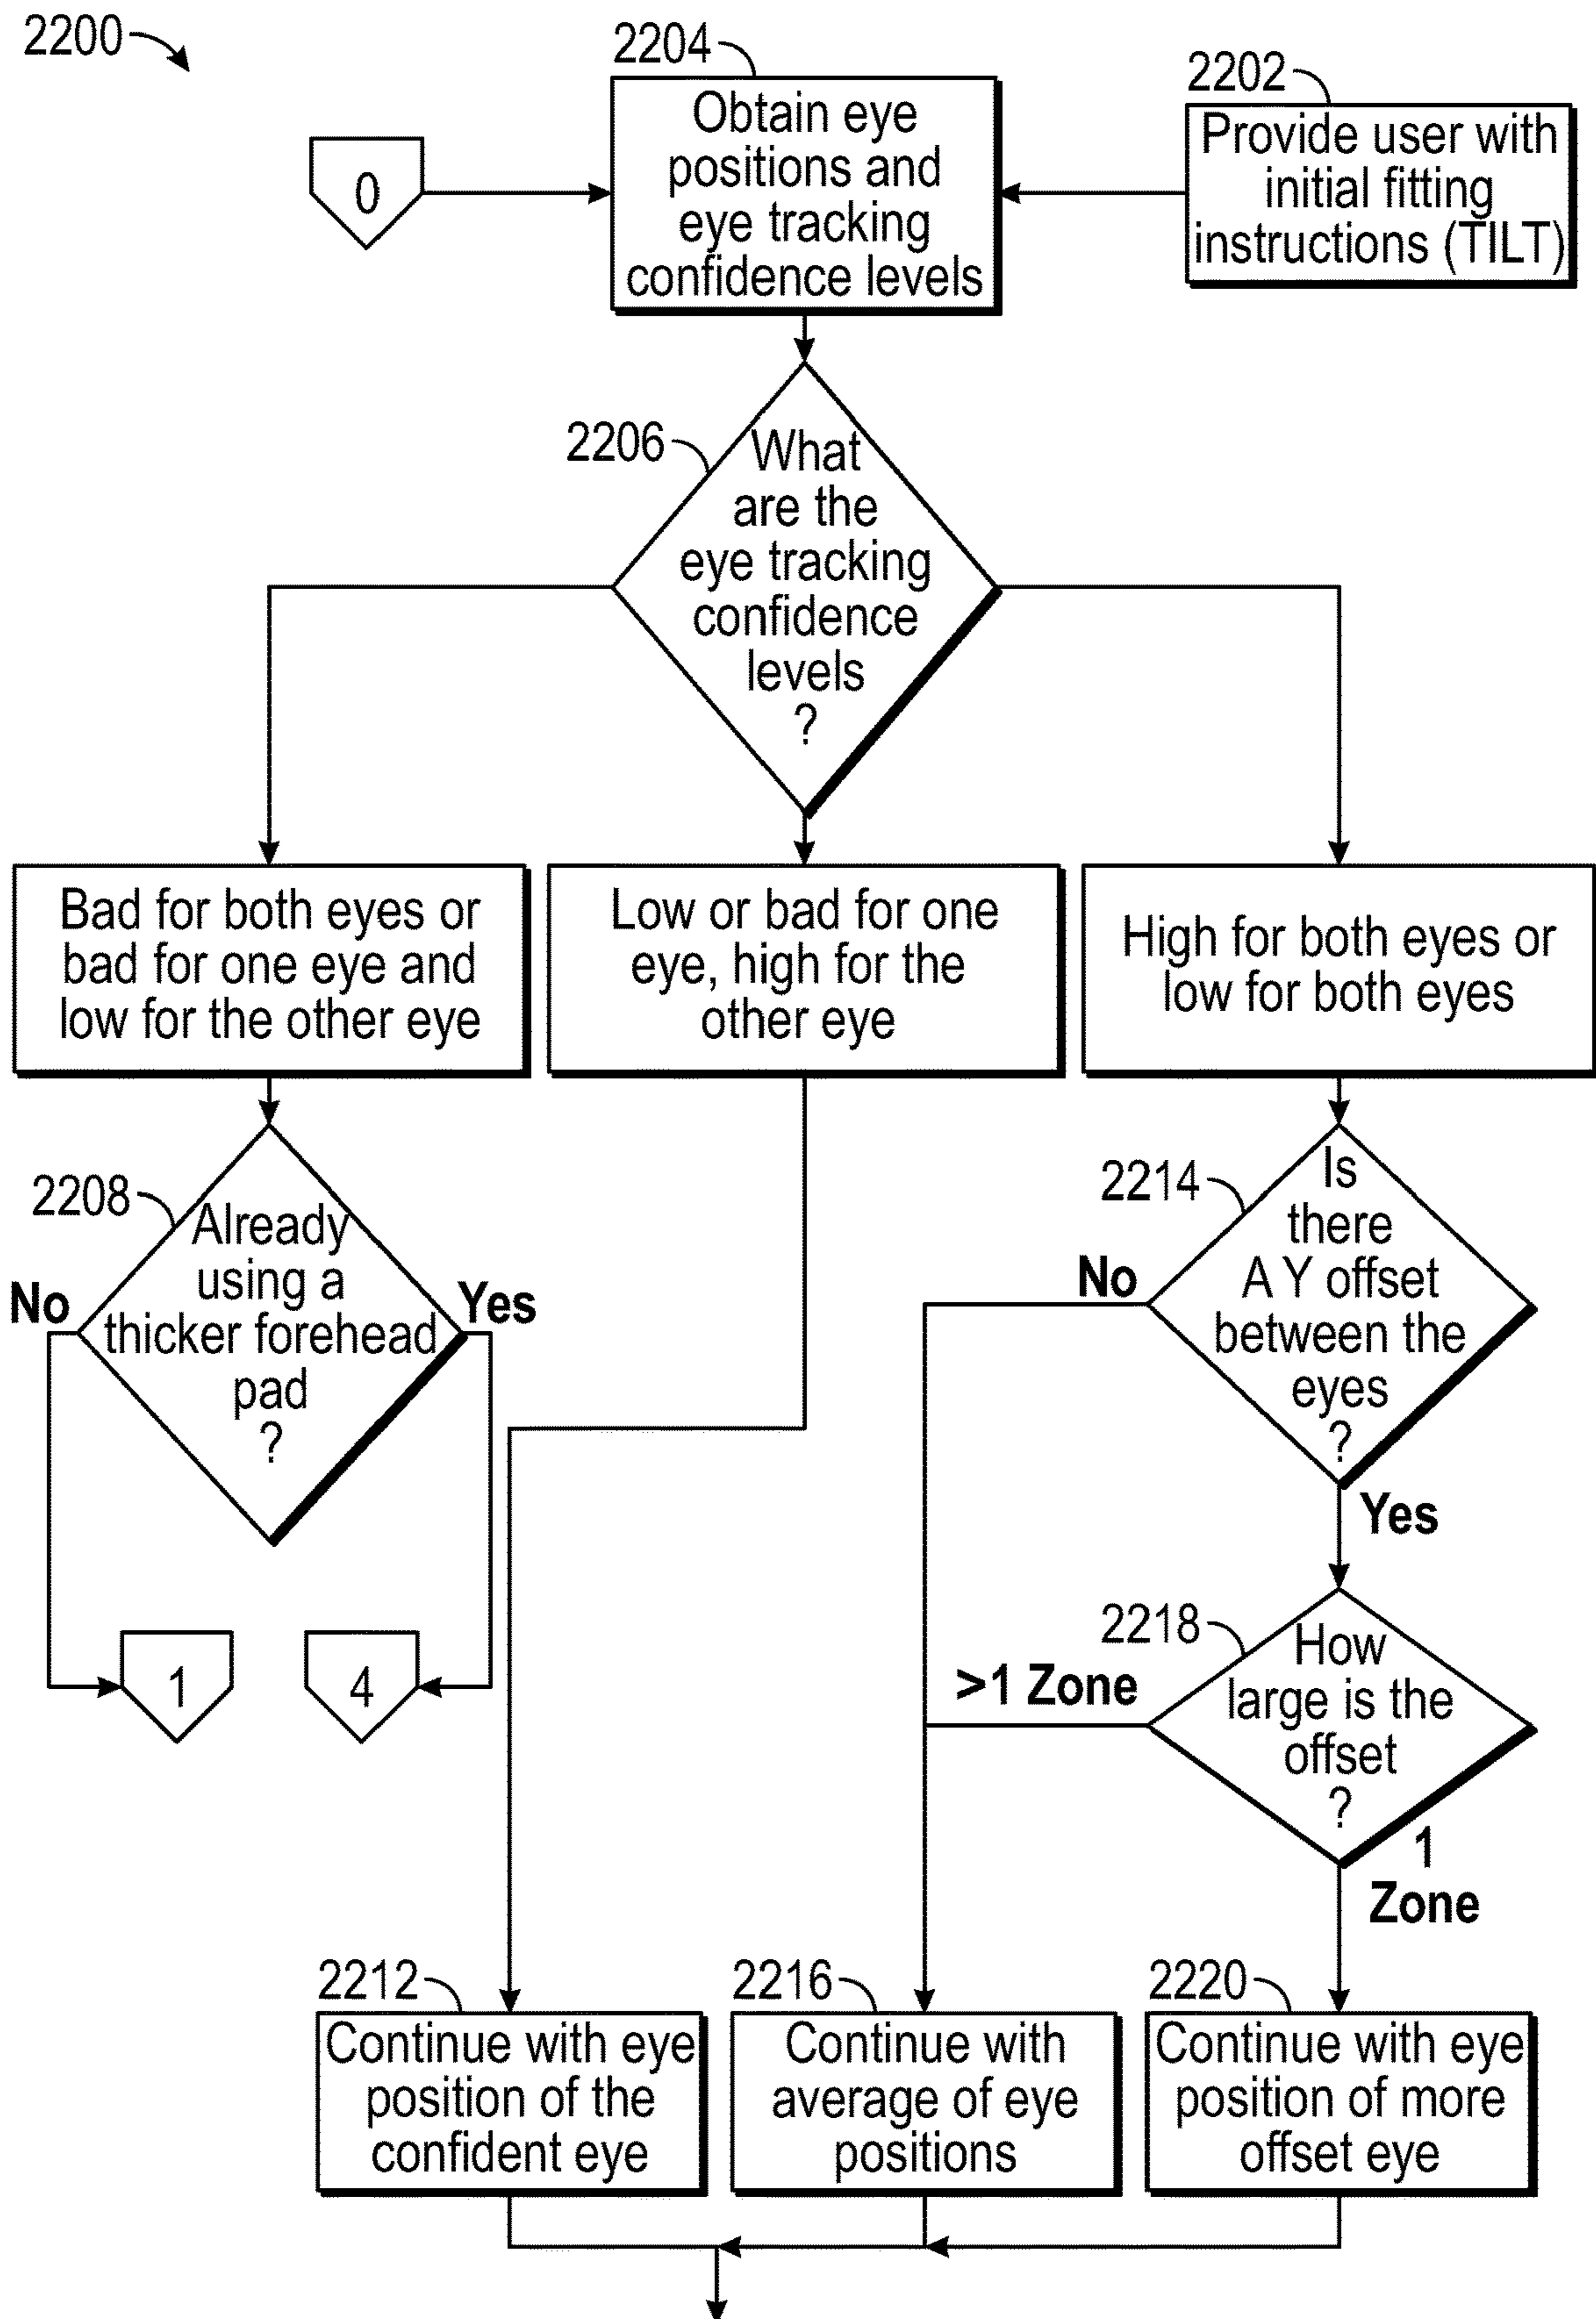 2200
2204
2202
Obtain eye
positions and
eye tracking
confidence levels
Provide user with
initial fitting
instructions (TILT)
0
2206
What
are the
eye tracking
confidence
levels
?
Bad for both eyes or
bad for one eye and
low for the other eye
Low or bad for one
eye, high for the
other eye
High for both eyes or
low for both eyes
2208
Already
using a
thicker forehead
pad
?
No
Yes
1
4
2214
Is
there
A Y offset
between the
eyes
?
No
Yes
2218
How
large is the
offset
?
>1 Zone
1
Zone
2212
Continue with eye
position of the
confident eye
2216
Continue with
average of eye
positions
2220
Continue with eye
position of more
offset eye